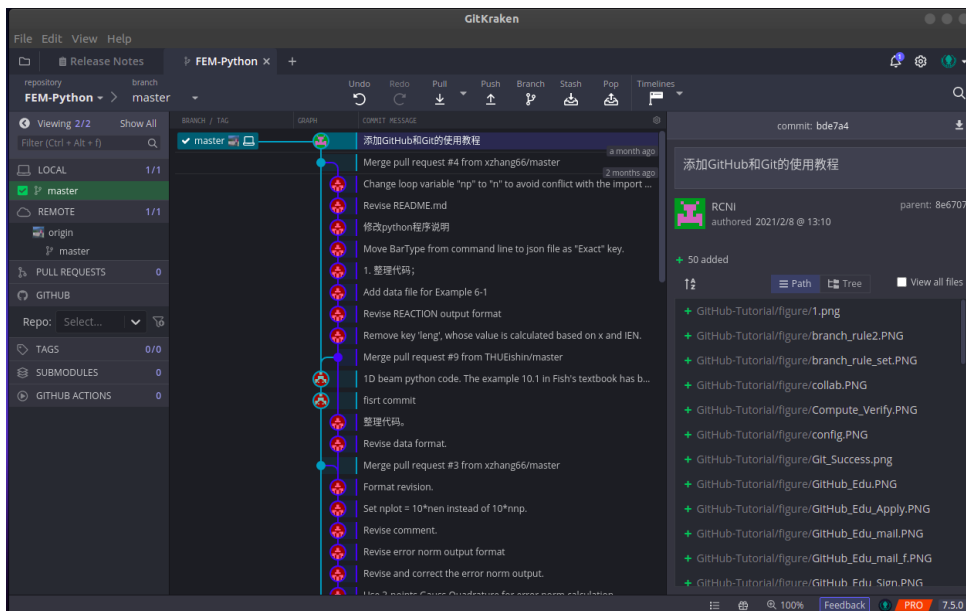 GitKraken
File Edit View Help
Release Notes
FEM-Python
repository
FEM-Python
branch
master
Undo
Redo
Pull
Push
Branch
Stash
Pop
Timelines
Viewing 2/2 Show All
Filter (Ctrl + Alt + f)
LOCAL 1/1
master
REMOTE 1/1
origin
master
PULL REQUESTS 0
GITHUB
Repo: Select...
TAGS 0/0
SUBMODULES 0
GITHUB ACTIONS 0
BRANCH / TAG GRAPH COMMIT MESSAGE
master
添加GitHub和Git的使用教程
a month ago
Merge pull request #4 from xzhang66/master
2 months ago
Change loop variable "np" to "n" to avoid conflict with the import ...
Revise README.md
修改python程序说明
Move BarType from command line to json file as "Exact" key.
1. 整理代码；
Add data file for Example 6-1
Revise REACTION output format
Remove key 'leng', whose value is calculated based on x and IEN.
Merge pull request #9 from THUEishin/master
1D beam python code. The example 10.1 in Fish's textbook has b...
fisrt commit
整理代码。
Revise data format.
Merge pull request #3 from xzhang66/master
Format revision.
Set nplot = 10*nen instead of 10*nnp.
Revise comment.
Revise error norm output format
Revise and correct the error norm output.
Use 3 points Gauss Quadrature for error norm calculation
commit: bde7a4
添加GitHub和Git的使用教程
RCNI
authored 2021/2/8 @ 13:10
parent: 8e6707
50 added
Path Tree View all files
GitHub-Tutorial/figure/1.png
GitHub-Tutorial/figure/branch_rule2.PNG
GitHub-Tutorial/figure/branch_rule_set.PNG
GitHub-Tutorial/figure/collab.PNG
GitHub-Tutorial/figure/Compute_Verify.PNG
GitHub-Tutorial/figure/config.PNG
GitHub-Tutorial/figure/Git_Success.png
GitHub-Tutorial/figure/GitHub_Edu.PNG
GitHub-Tutorial/figure/GitHub_Edu_Apply.PNG
GitHub-Tutorial/figure/GitHub_Edu_mail.PNG
GitHub-Tutorial/figure/GitHub_Edu_mail_f.PNG
GitHub-Tutorial/figure/GitHub_Edu_Sign.PNG
100% Feedback PRO 7.5.0